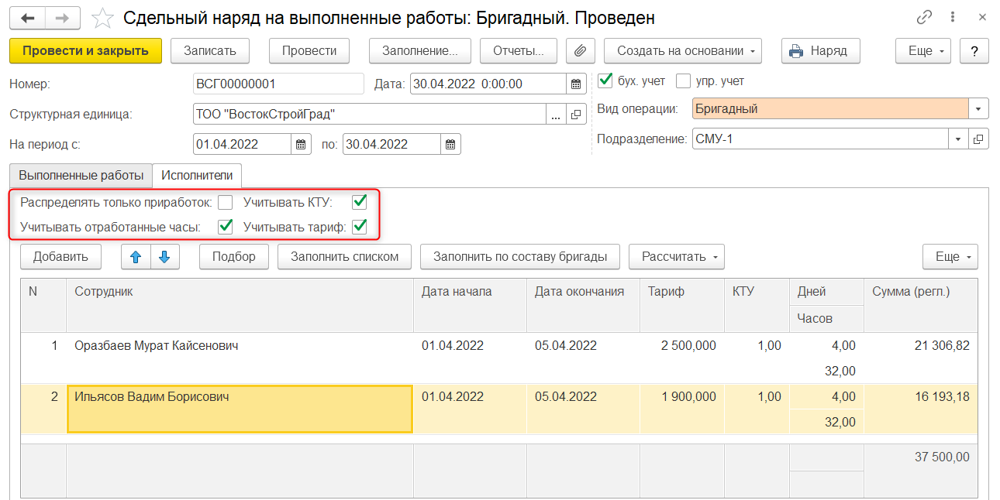 Сдельный наряд на выполненные работы: Бригадный. Проведен
Провести и закрыть Записать Провести Заполнение... Отчеты... Создать на основании Наряд Еще ?
Номер: ВСГ00000001 Дата: 30.04.2022 0:00:00 бух. учет упр. учет
Структурная единица: ТОО "ВостокСтройГрад" ... Вид операции: Бригадный
На период с: 01.04.2022 по: 30.04.2022 Подразделение: СМУ-1
Выполненные работы Исполнители
Распределять только приработок: Учитывать КТУ:
Учитывать отработанные часы: Учитывать тариф:
Добавить Подбор Заполнить списком Заполнить по составу бригады Рассчитать Еще
N Сотрудник Дата начала Дата окончания Тариф КТУ Дней Сумма (регл.)
Часов
1 Оразбаев Мурат Кайсенович 01.04.2022 05.04.2022 2 500,000 1,00 4,00 21 306,82
32,00
2 Ильясов Вадим Борисович 01.04.2022 05.04.2022 1 900,000 1,00 4,00 16 193,18
32,00
37 500,00